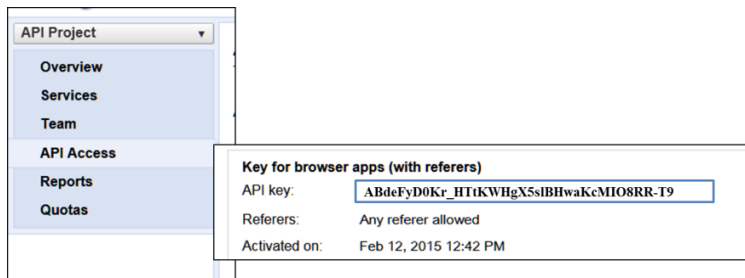 API Project
Overview
Services
Team
API Access
Reports
Quotas
Key for browser apps (with referers)
API key: ABdeFyD0Kr_HTtKWHgX5slBHwaKcMIO8RR-T9
Referers: Any referer allowed
Activated on: Feb 12, 2015 12:42 PM